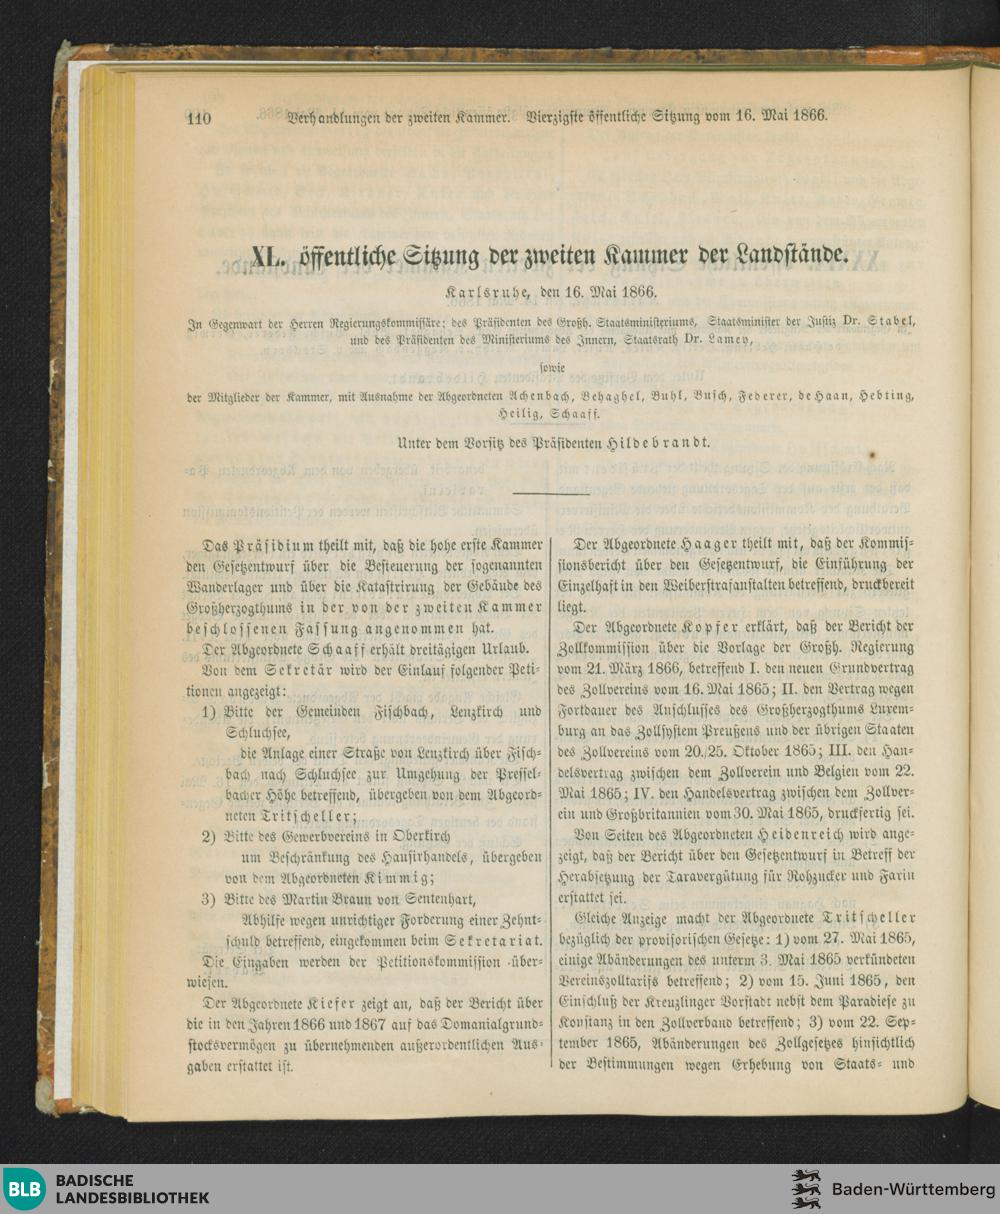 110 Verhandlungen der zweiten Kammer. Vierzigste öffentliche Sitzung vom 16. Mai 1866.
XL. öffentliche Sitzung der zweiten Kammer der Landstände.
Karlsruhe, den 16. Mai 1866.
In Gegenwart der Herren Regierungskommissäre: des Präsidenten des Großh. Staatsministeriums, Staatsminister der Justiz Dr. Stabel,
und des Präsidenten des Ministeriums des Innern, Staatsrath Dr. Lamey,
sowie
der Mitglieder der Kammer, mit Ausnahme der Abgeordneten Achenbach, Behaghel, Buhl, Busch, Federer, de Haan, Hebting,
Heilig, Schaaff.
Unter dem Vorsitz des Präsidenten Hildebrandt.
Das Präsidium theilt mit, daß die hohe erste Kammer
den Gesetzentwurf über die Besteuerung der sogenannten
Wanderlager und über die Katastrirung der Gebäude des
Großherzogthums in der von der zweiten Kammer
beschlossenen Fassung angenommen hat.
Der Abgeordnete Schaaff erhält dreitägigen Urlaub.
Von dem Sekretär wird der Einlauf folgender Peti-
tionen angezeigt:
1) Bitte der Gemeinden Fischbach, Lenzkirch und
Schluchsee,
die Anlage einer Straße von Lenzkirch über Fisch-
bach nach Schluchsee zur Umgehung der Pressel-
bacher Höhe betreffend, übergeben von dem Abgeord-
neten Tritscheller;
2) Bitte des Gewerbvereins in Oberkirch
um Beschränkung des Hausirhandels, übergeben
von dem Abgeordneten Kimmig;
3) Bitte des Martin Braun von Sentenhart,
Abhilfe wegen unrichtiger Forderung einer Zehnt-
schuld betreffend, eingekommen beim Sekretariat.
Die Eingaben werden der Petitionskommission über-
wiesen.
Der Abgeordnete Kiefer zeigt an, daß der Bericht über
die in den Jahren 1866 und 1867 auf das Domanialgrund-
stocksvermögen zu übernehmenden außerordentlichen Aus-
gaben erstattet ist.
Der Abgeordnete Haager theilt mit, daß der Kommis-
sionsbericht über den Gesetzentwurf, die Einführung der
Einzelhaft in den Weiberstrafanstalten betreffend, druckbereit
liegt.
Der Abgeordnete Kopfer erklärt, daß der Bericht der
Zollkommission über die Vorlage der Großh. Regierung
vom 21. März 1866, betreffend I. den neuen Grundvertrag
des Zollvereins vom 16. Mai 1865; II. den Vertrag wegen
Fortdauer des Anschlusses des Großherzogthums Luxem-
burg an das Zollsystem Preußens und der übrigen Staaten
des Zollvereins vom 20./25. Oktober 1865; III. den Han-
delsvertrag zwischen dem Zollverein und Belgien vom 22.
Mai 1865; IV. den Handelsvertrag zwischen dem Zollver-
ein und Großbritannien vom 30. Mai 1865, druckfertig sei.
Von Seiten des Abgeordneten Heidenreich wird ange-
zeigt, daß der Bericht über den Gesetzentwurf in Betreff der
Herabsetzung der Taravergütung für Rohzucker und Farin
erstattet sei.
Gleiche Anzeige macht der Abgeordnete Tritscheller
bezüglich der provisorischen Gesetze: 1) vom 27. Mai 1865,
einige Abänderungen des unterm 3. Mai 1865 verkündeten
Vereinszolltarifs betreffend; 2) vom 15. Juni 1865, den
Einschluß der Kreuzlinger Vorstadt nebst dem Paradiese zu
Konstanz in den Zollverband betreffend; 3) vom 22. Sep-
tember 1865, Abänderungen des Zollgesetzes hinsichtlich
der Bestimmungen wegen Erhebung von Staats- und
BLB BADISCHE
LANDESBIBLIOTHEK
Baden-Württemberg